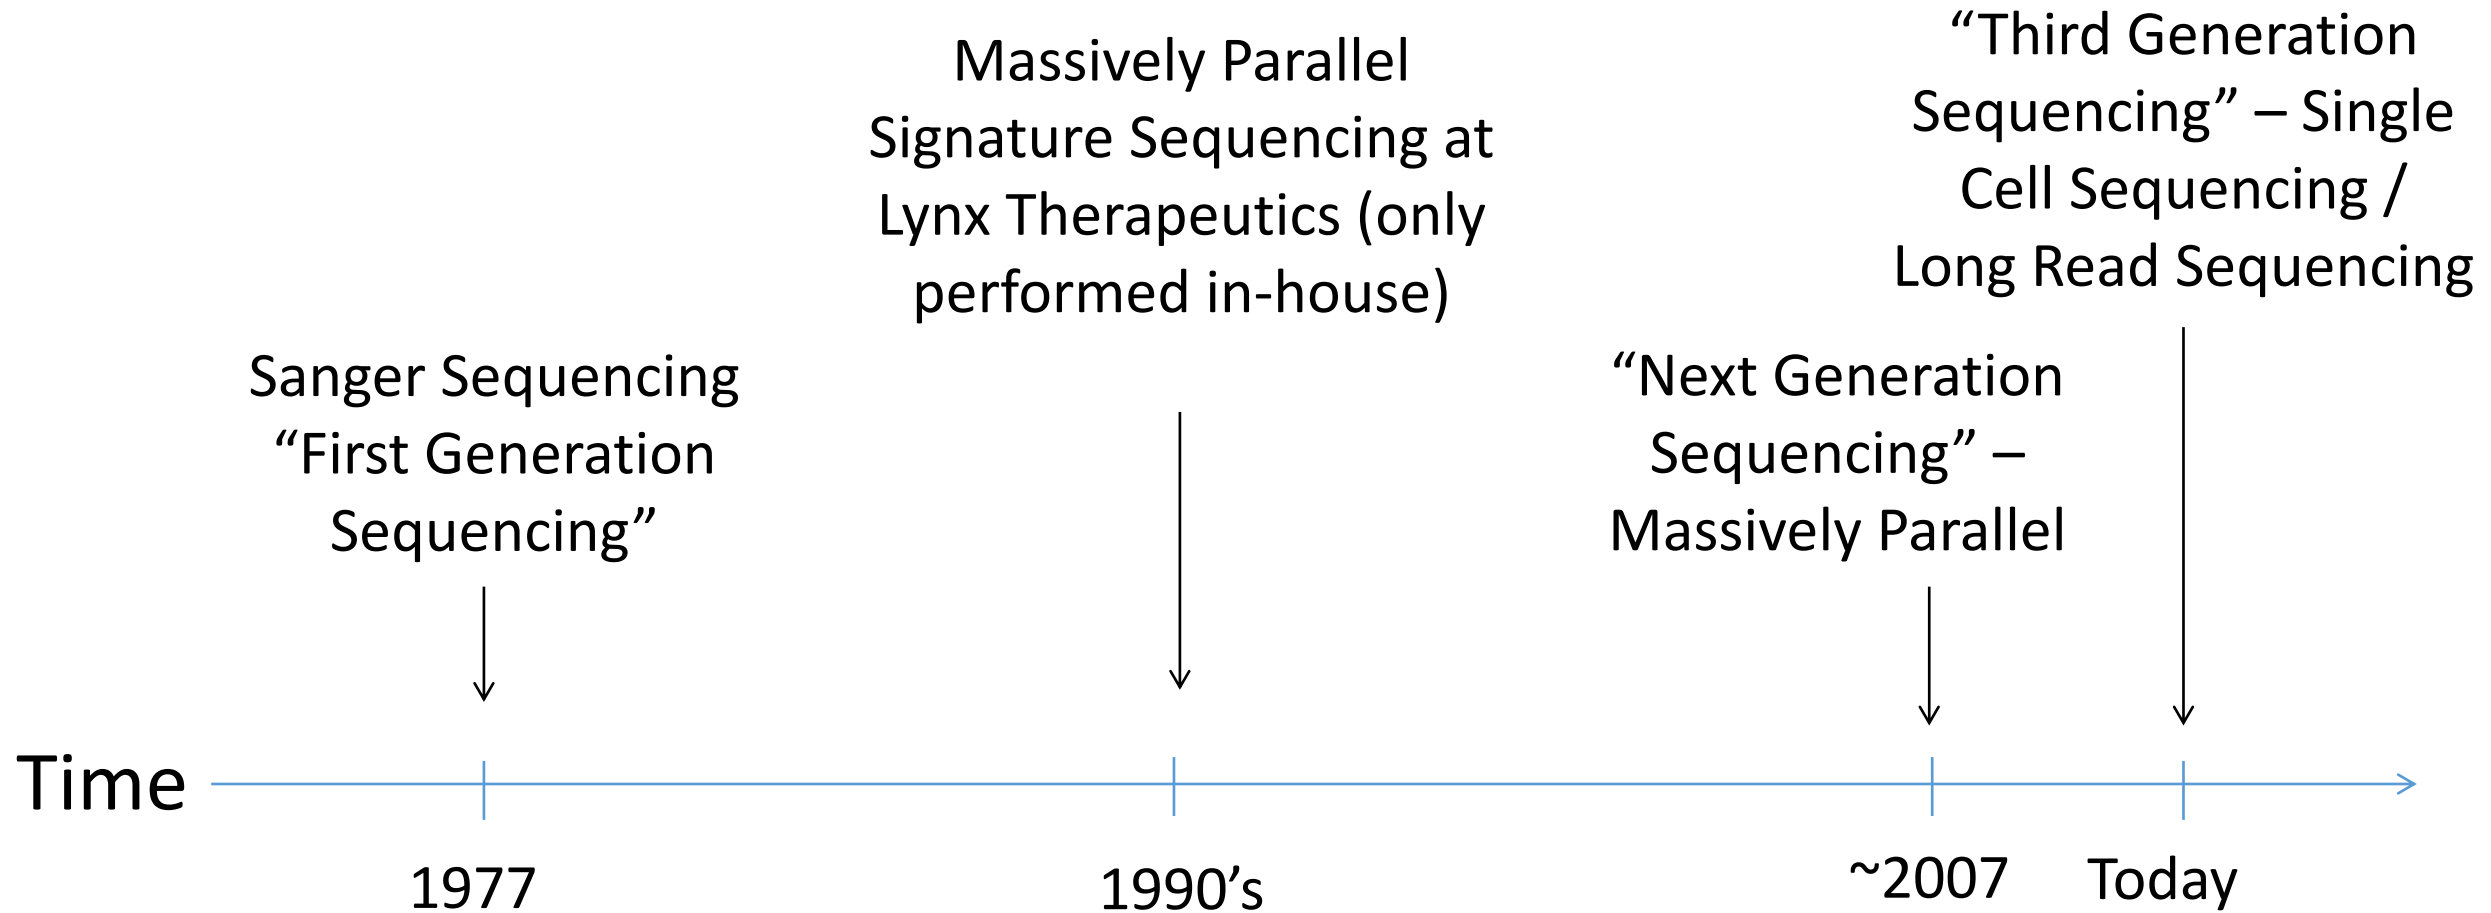 Sanger Sequencing
“First Generation
Sequencing”
Massively Parallel
Signature Sequencing at
Lynx Therapeutics (only
performed in-house)
“Next Generation
Sequencing” –
Massively Parallel
“Third Generation
Sequencing” – Single
Cell Sequencing /
Long Read Sequencing
Time
1977
1990’s
~2007
Today